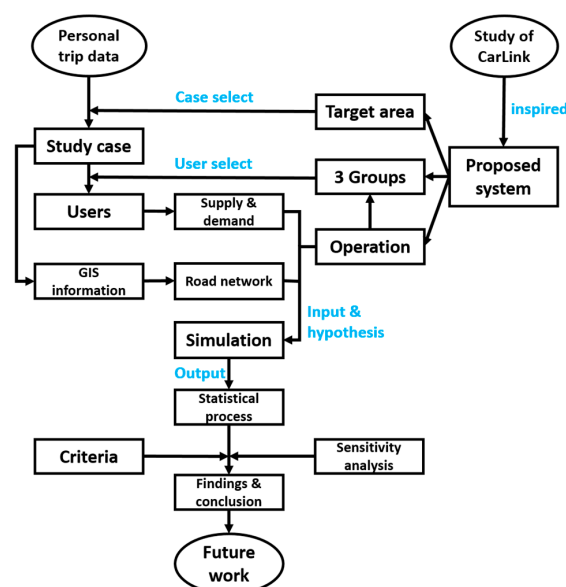 Personal
trip data
Study of
CarLink
Case select
Target area
inspired
Study case
User select
3 Groups
Proposed
system
Users
Supply &
demand
Operation
GIS
information
Road network
Input &
hypothesis
Simulation
Output
Statistical
process
Criteria
Sensitivity
analysis
Findings &
conclusion
Future
work